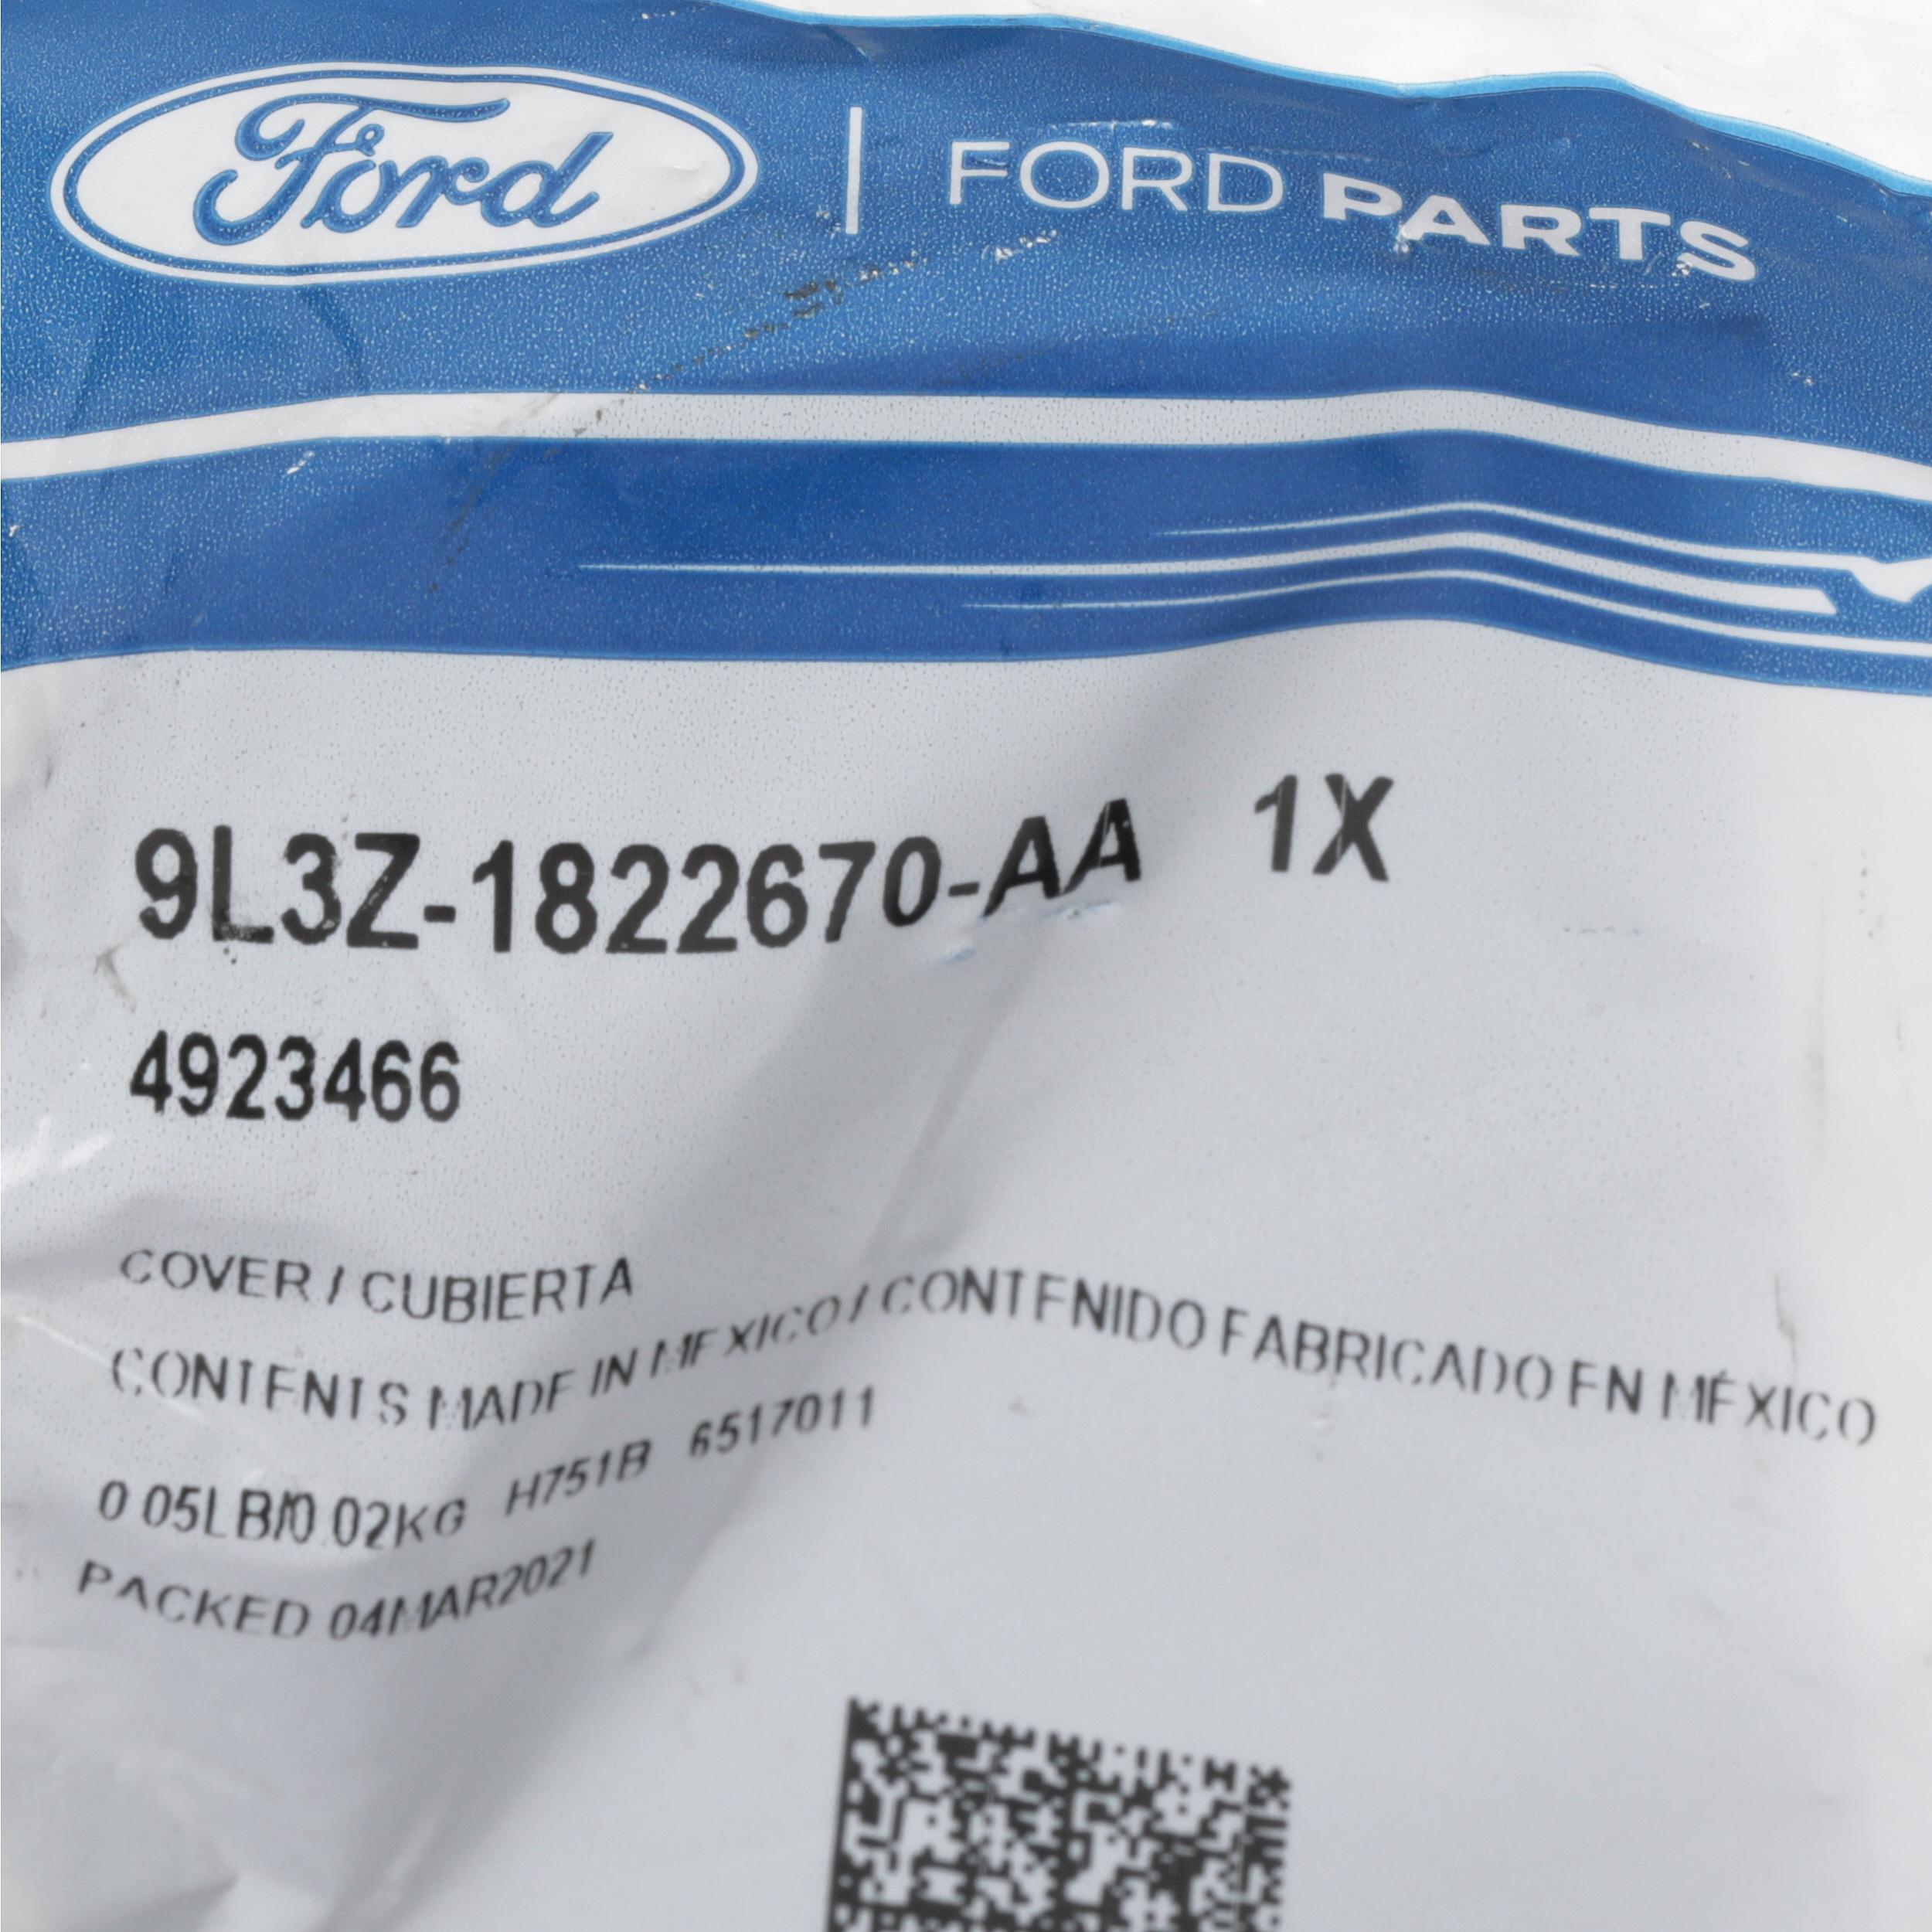 Ford | FORD PARTS
9L3Z-1822670-AA 1X
4923466
COVER / CUBIERTA
CONTENTS MADE IN MEXICO / CONTENIDO FABRICADO EN MÉXICO
0.05LB/0.02KG H751B 6517011
PACKED 04MAR2021